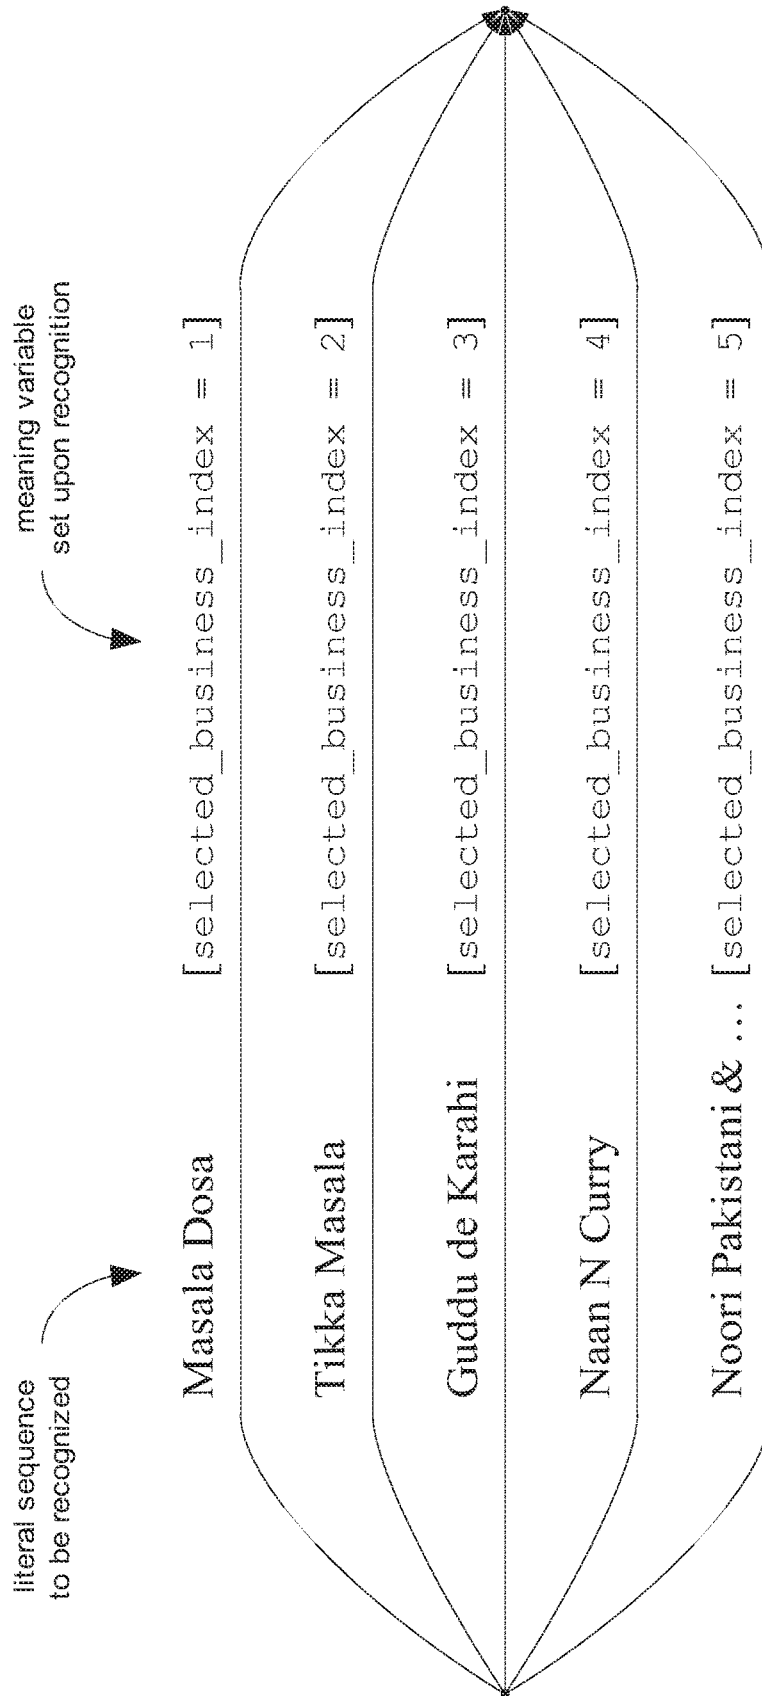 literal sequence
to be recognized
meaning variable
set upon recognition
Masala Dosa [selected_business_index = 1]
Tikka Masala [selected_business_index = 2]
Guddu de Karahi [selected_business_index = 3]
Naan N Curry [selected_business_index = 4]
Noori Pakistani & ... [selected_business_index = 5]